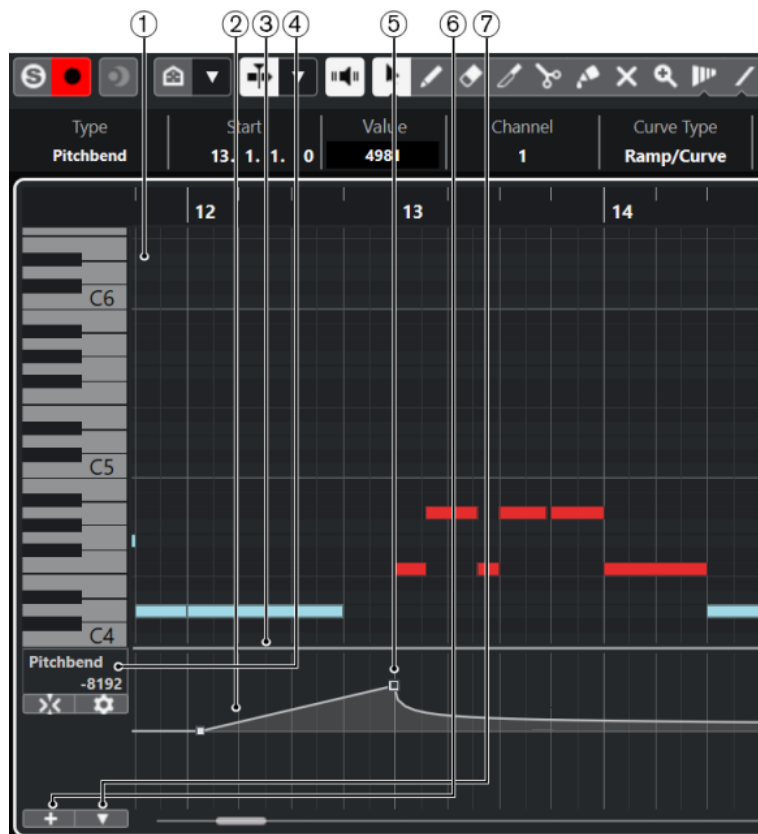 ① ② ③ ④ ⑤ ⑥ ⑦
S
Type Start Value Channel Curve Type
Pitchbend 13. 1. 1. 0 4981 1 Ramp/Curve
12 13 14
C6
C5
C4
Pitchbend
-8192